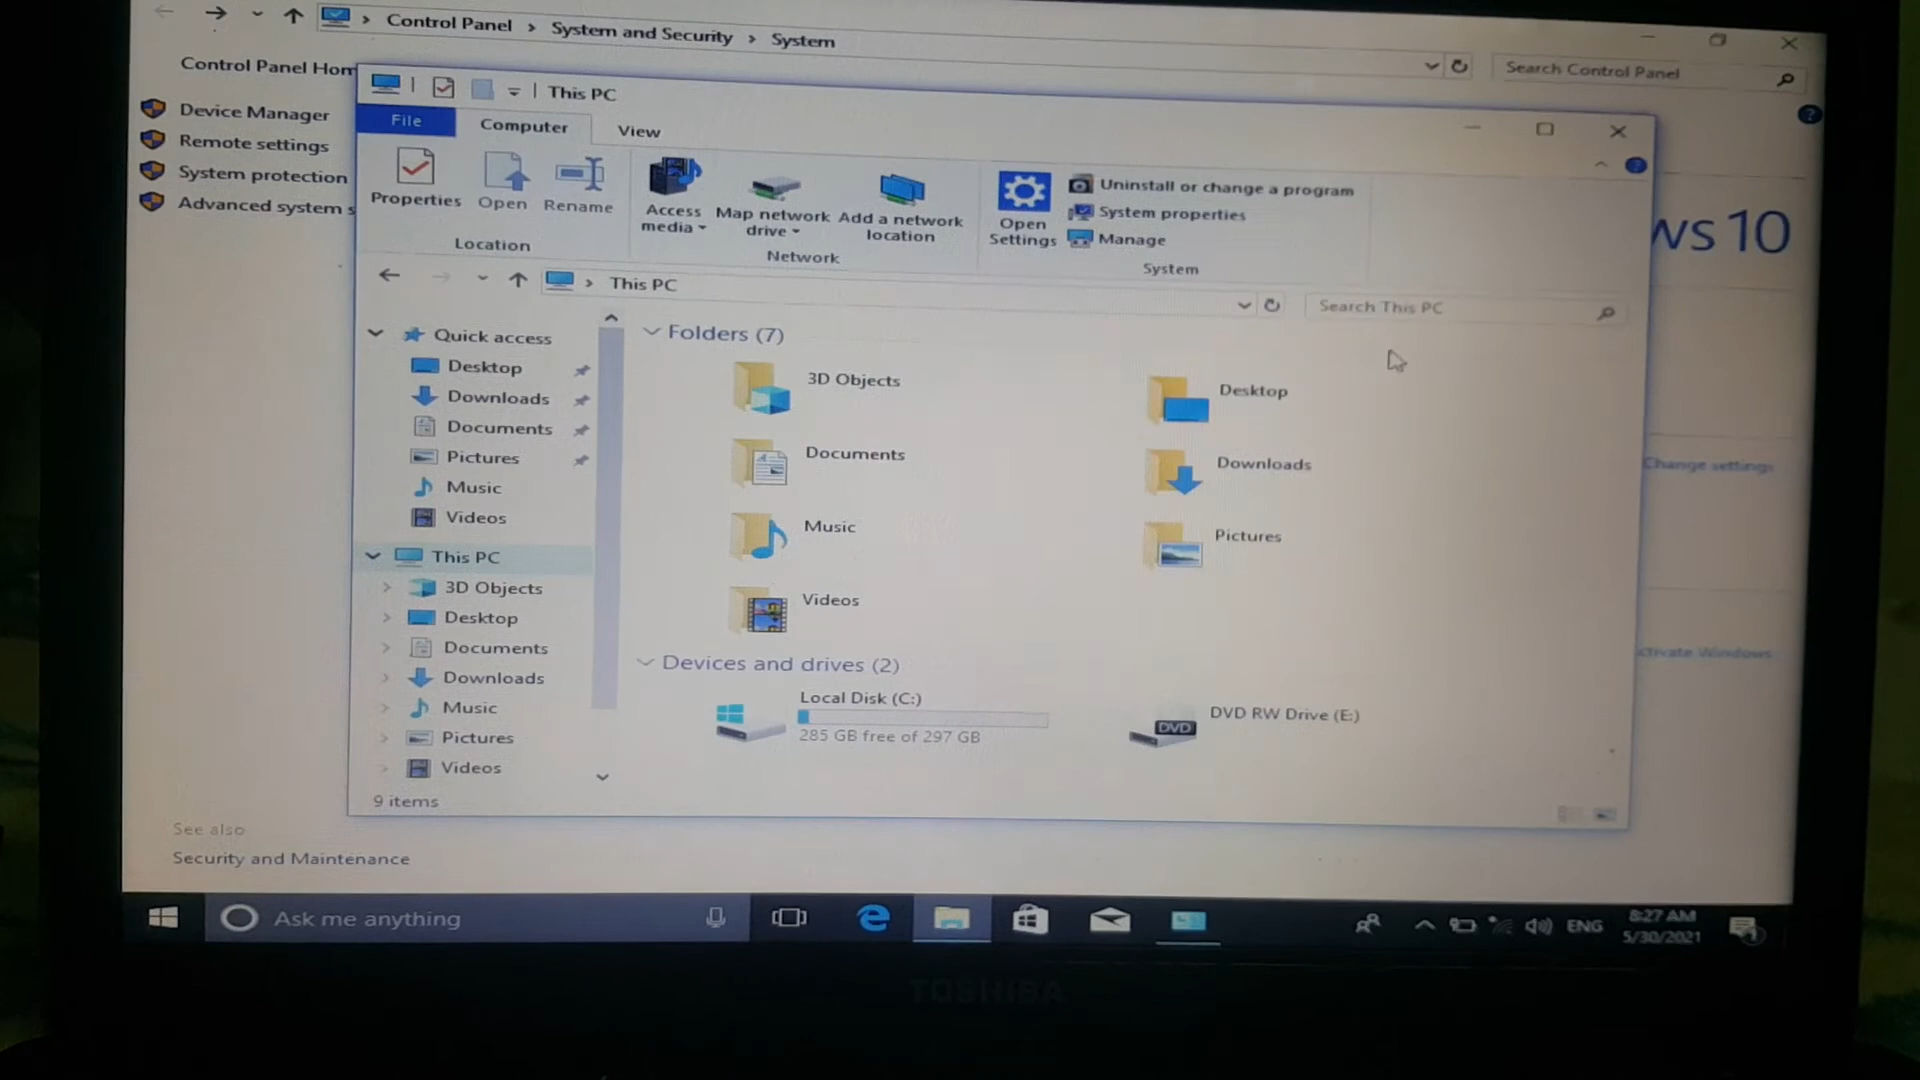 Control Panel > System and Security > System
Search Control Panel
Control Panel Hom
Device Manager
Remote settings
System protection
Advanced system s
This PC
File
Computer
View
Properties
Open
Rename
Access media
Map network drive
Add a network location
Open Settings
Uninstall or change a program
System properties
Manage
Location
Network
System
ws 10
This PC
Search This PC
Quick access
Desktop
Downloads
Documents
Pictures
Music
Videos
This PC
3D Objects
Desktop
Documents
Downloads
Music
Pictures
Videos
9 items
Folders (7)
3D Objects
Desktop
Documents
Downloads
Music
Pictures
Videos
Devices and drives (2)
Local Disk (C:)
285 GB free of 297 GB
DVD
DVD RW Drive (E:)
Change settings
ctivate Windows
See also
Security and Maintenance
Ask me anything
ENG
8:27 AM
5/30/2021
TOSHIBA